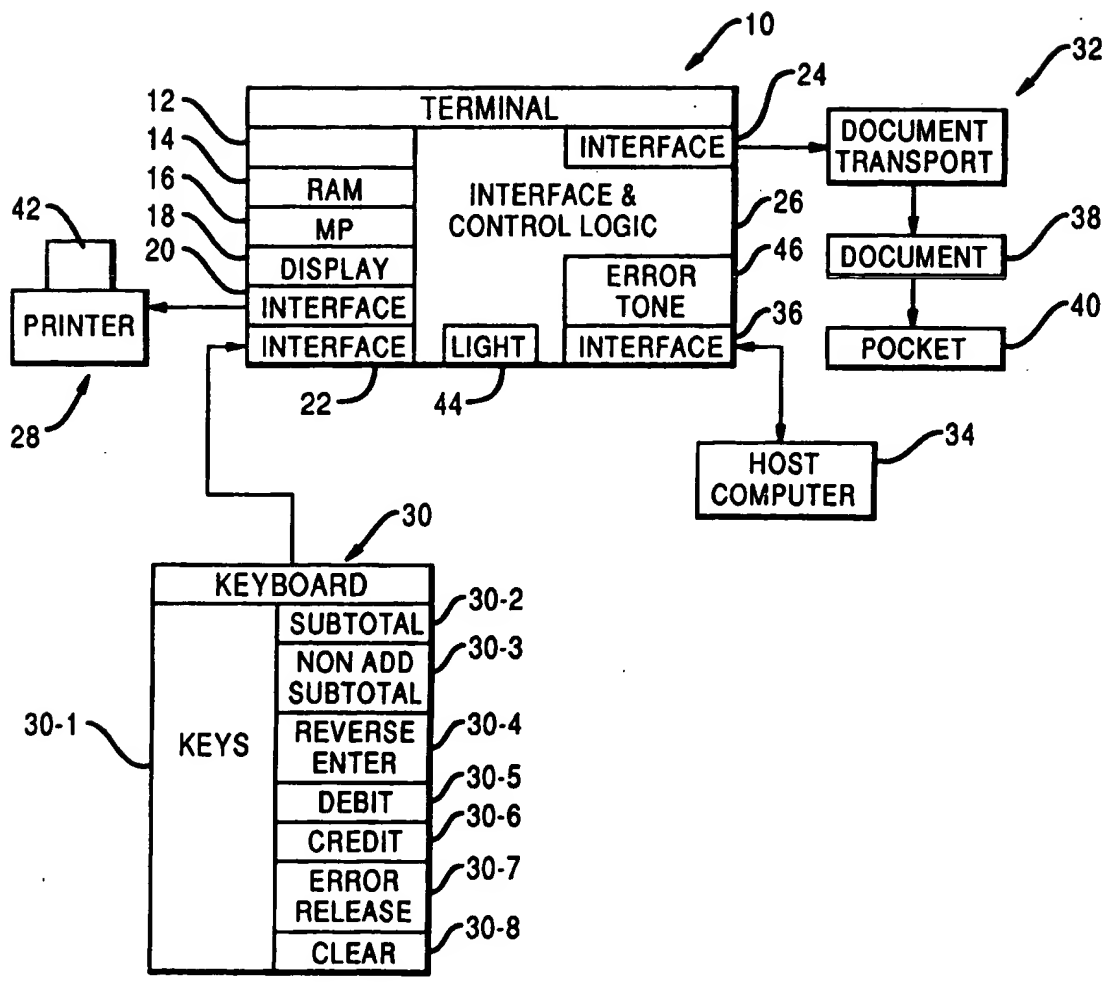 10
32
12
TERMINAL
24
14
INTERFACE
DOCUMENT
TRANSPORT
16
RAM
INTERFACE &
CONTROL LOGIC
26
42
18
MP
38
20
DISPLAY
ERROR
TONE
46
DOCUMENT
INTERFACE
36
40
PRINTER
INTERFACE
LIGHT
INTERFACE
POCKET
28
22
44
34
HOST
COMPUTER
30
KEYBOARD
30-2
SUBTOTAL
30-3
NON ADD
SUBTOTAL
30-1
KEYS
30-4
REVERSE
ENTER
30-5
DEBIT
30-6
CREDIT
30-7
ERROR
RELEASE
30-8
CLEAR